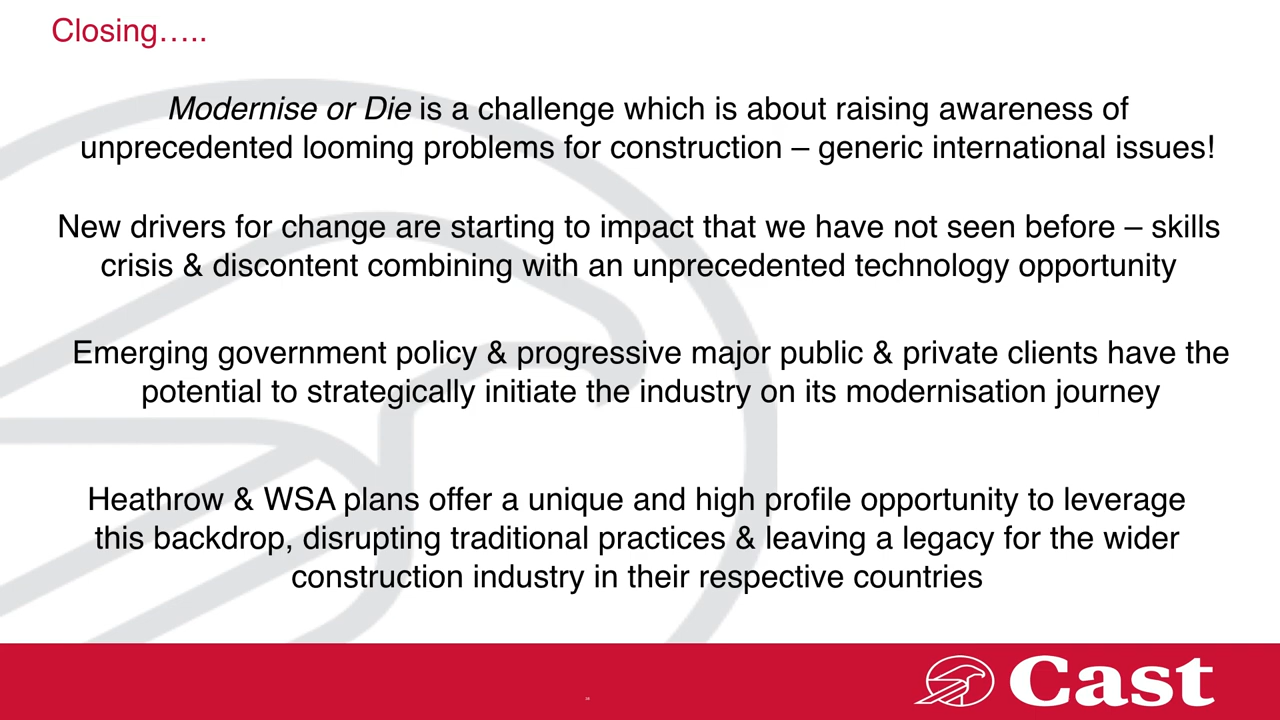 Closing…..
Modernise or Die is a challenge which is about raising awareness of
unprecedented looming problems for construction – generic international issues!
New drivers for change are starting to impact that we have not seen before – skills
crisis & discontent combining with an unprecedented technology opportunity
Emerging government policy & progressive major public & private clients have the
potential to strategically initiate the industry on its modernisation journey
Heathrow & WSA plans offer a unique and high profile opportunity to leverage
this backdrop, disrupting traditional practices & leaving a legacy for the wider
construction industry in their respective countries
Cast